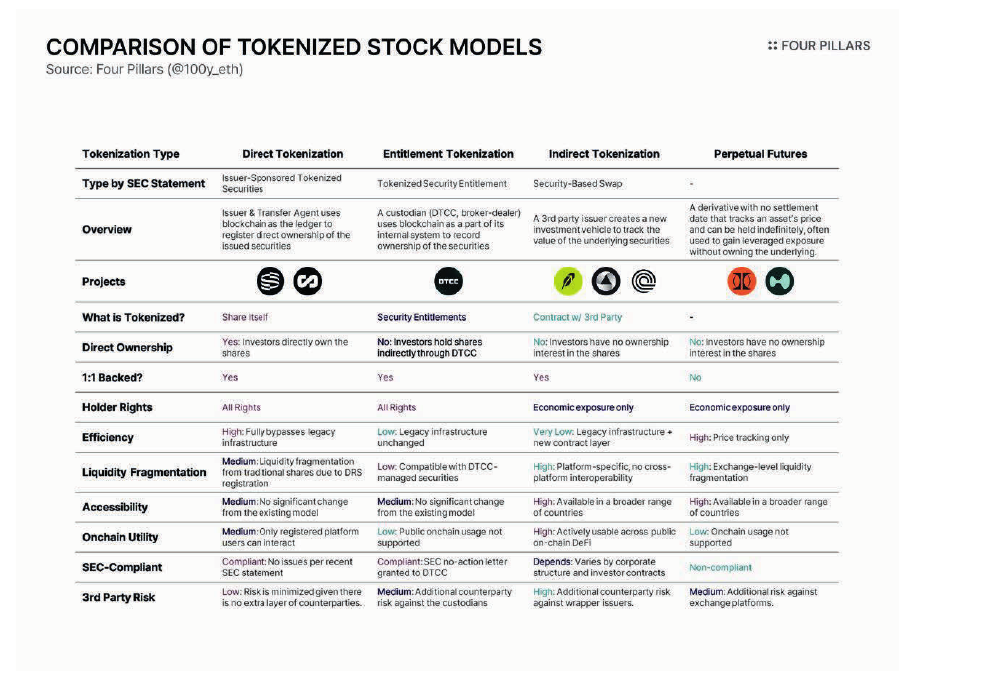 COMPARISON OF TOKENIZED STOCK MODELS
:: FOUR PILLARS
Source: Four Pillars (@100y_eth)
Tokenization Type
Direct Tokenization
Entitlement Tokenization
Indirect Tokenization
Perpetual Futures
Type by SEC Statement
Issuer-Sponsored Tokenized
Securities
Tokenized Security Entitlement
Security-Based Swap
-
Overview
Issuer & Transfer Agent uses
blockchain as the ledger to
register direct ownership of the
issued securities
A custodian (DTCC, broker-dealer)
uses blockchain as a part of its
internal system to record
ownership of the securities
A 3rd party issuer creates a new
investment vehicle to track the
value of the underlying securities
A derivative with no settlement
date that tracks an asset's price
and can be held indefinitely, often
used to gain leveraged exposure
without owning the underlying.
Projects
DTCC
What is Tokenized?
Share itself
Security Entitlements
Contract w/ 3rd Party
-
Direct Ownership
Yes: Investors directly own the
shares
No: Investors hold shares
indirectly through DTCC
No: Investors have no ownership
interest in the shares
No: Investors have no ownership
interest in the shares
1:1 Backed?
Yes
Yes
Yes
No
Holder Rights
All Rights
All Rights
Economic exposure only
Economic exposure only
Efficiency
High: Fully bypasses legacy
infrastructure
Low: Legacy infrastructure
unchanged
Very Low: Legacy infrastructure +
new contract layer
High: Price tracking only
Liquidity Fragmentation
Medium: Liquidity fragmentation
from traditional shares due to DRS
registration
Low: Compatible with DTCC-
managed securities
High: Platform-specific, no cross-
platform interoperability
High: Exchange-level liquidity
fragmentation
Accessibility
Medium: No significant change
from the existing model
Medium: No significant change
from the existing model
High: Available in a broader range
of countries
High: Available in a broader range
of countries
Onchain Utility
Medium: Only registered platform
users can interact
Low: Public onchain usage not
supported
High: Actively usable across public
on-chain DeFi
Low: Onchain usage not
supported
SEC-Compliant
Compliant: No issues per recent
SEC statement
Compliant: SEC no-action letter
granted to DTCC
Depends: Varies by corporate
structure and investor contracts
Non-compliant
3rd Party Risk
Low: Risk is minimized given there
is no extra layer of counterparties.
Medium: Additional counterparty
risk against the custodians
High: Additional counterparty risk
against wrapper issuers.
Medium: Additional risk against
exchange platforms.